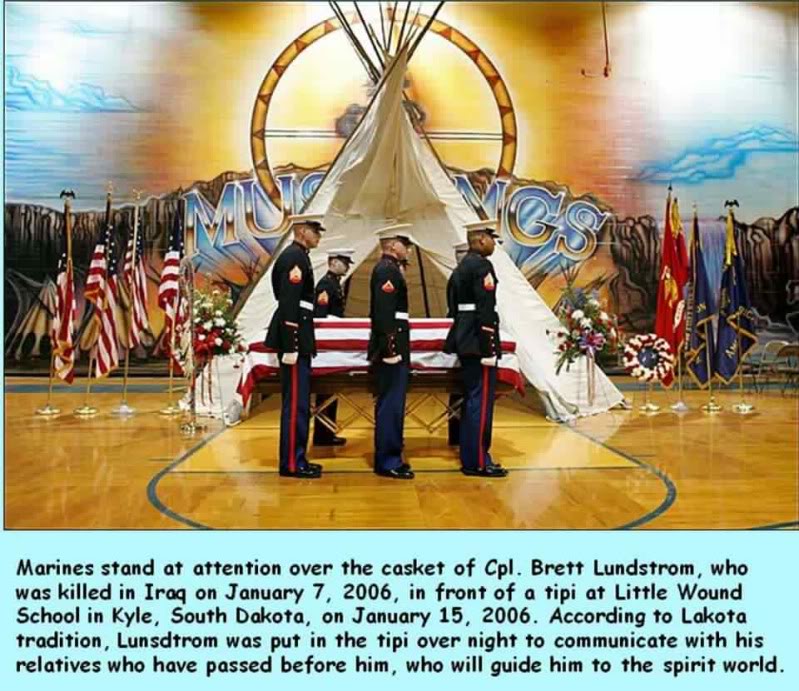 MUSTANGS
Marines stand at attention over the casket of Cpl. Brett Lundstrom, who
was killed in Iraq on January 7, 2006, in front of a tipi at Little Wound
School in Kyle, South Dakota, on January 15, 2006. According to Lakota
tradition, Lunsdtrom was put in the tipi over night to communicate with his
relatives who have passed before him, who will guide him to the spirit world.